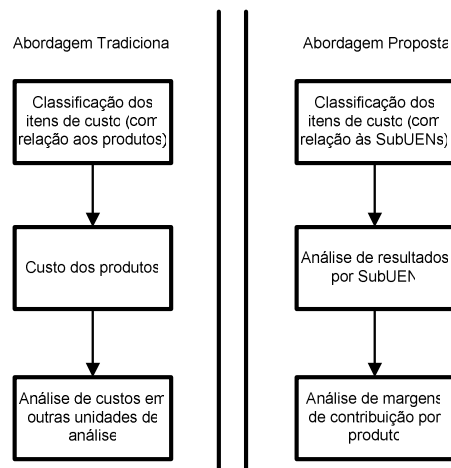 Abordagem Tradiciona
Classificação dos
itens de custo (com
relação aos produtos)
Custo dos produtos
Análise de custos em
outras unidades de
análise
Abordagem Proposta
Classificação dos
itens de custo (com
relação às SubUENs)
Análise de resultados
por SubUEN
Análise de margens
de contribuição por
produto